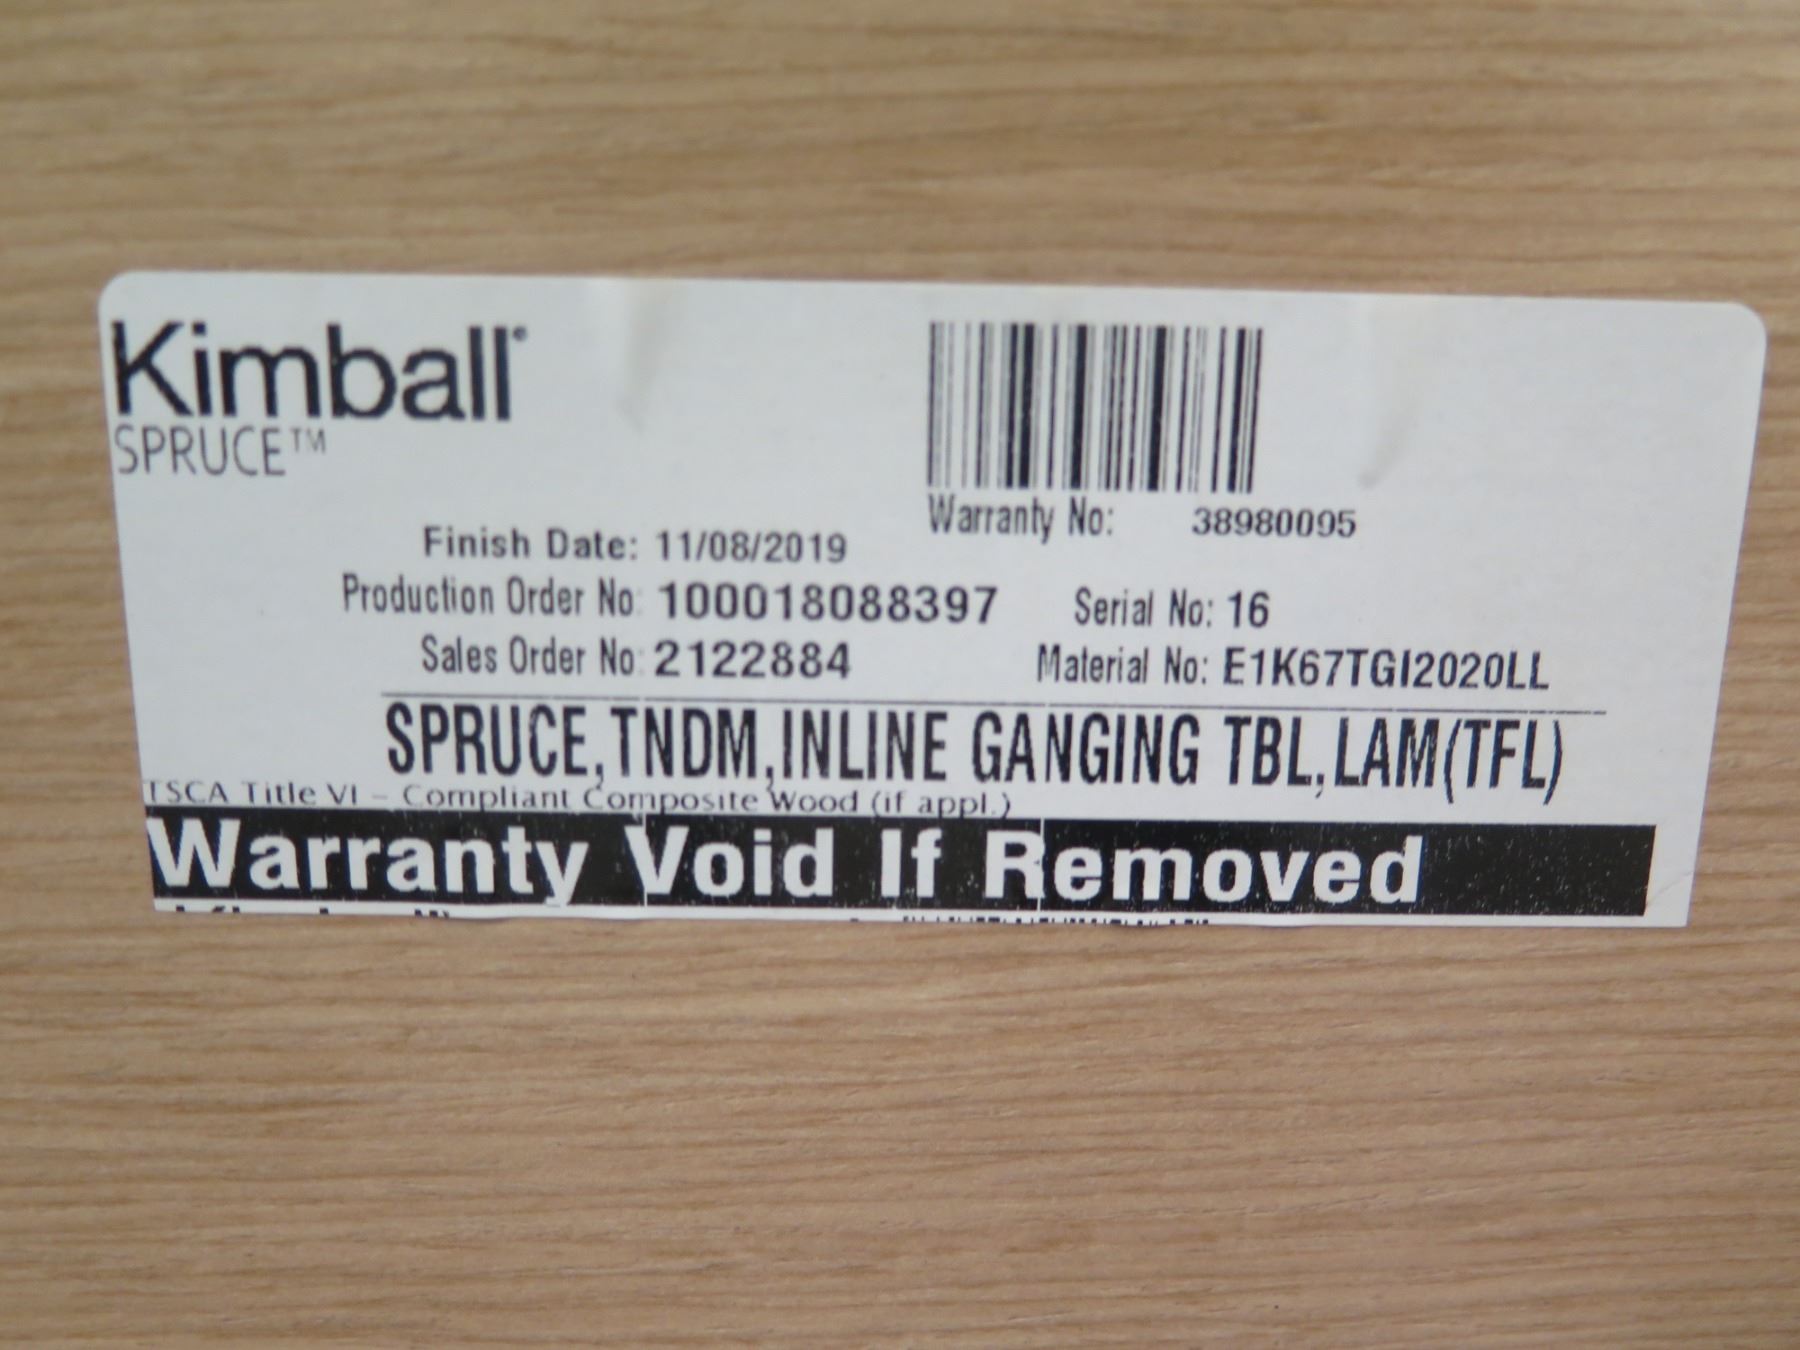 Kimball®
SPRUCE™
Warranty No: 38980095
Finish Date: 11/08/2019
Production Order No: 100018088397 Serial No: 16
Sales Order No: 2122884 Material No: E1K67TGI2020LL
SPRUCE,TNDM,INLINE GANGING TBL,LAM(TFL)
TSCA Title VI – Compliant Composite Wood (if appl.)
Warranty Void If Removed